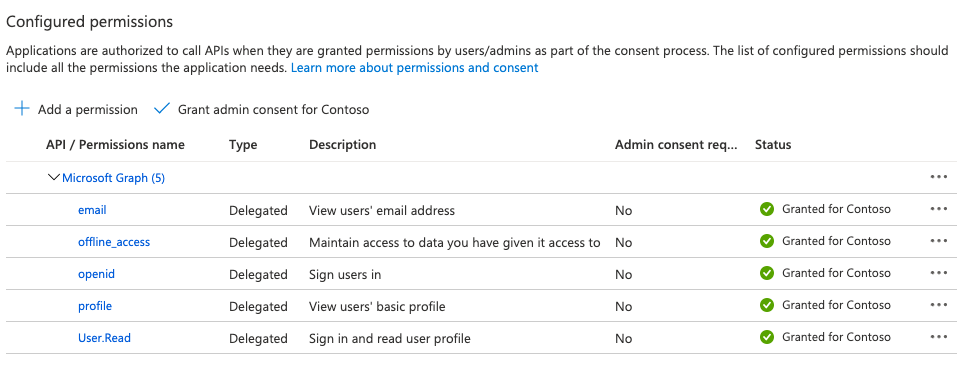 Configured permissions
Applications are authorized to call APIs when they are granted permissions by users/admins as part of the consent process. The list of configured permissions should
include all the permissions the application needs. Learn more about permissions and consent
Add a permission Grant admin consent for Contoso
API / Permissions name Type Description Admin consent req... Status
Microsoft Graph (5)
email Delegated View users' email address No Granted for Contoso
offline_access Delegated Maintain access to data you have given it access to No Granted for Contoso
openid Delegated Sign users in No Granted for Contoso
profile Delegated View users' basic profile No Granted for Contoso
User.Read Delegated Sign in and read user profile No Granted for Contoso